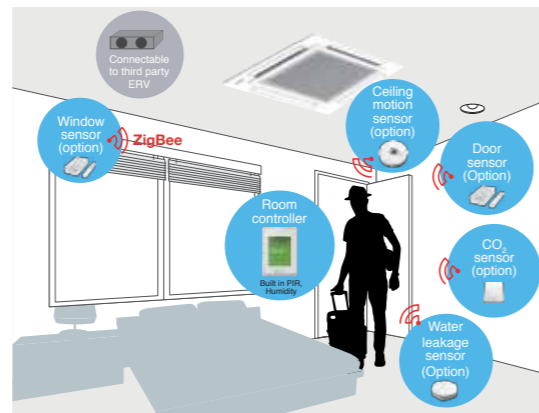 Connectable
to third party
ERV
Window
sensor
(option)
ZigBee
Ceiling
motion
sensor
(option)
Door
sensor
(Option)
Room
controller
Built in PIR,
Humidity
CO₂
sensor
(option)
Water
leakage
sensor
(Option)